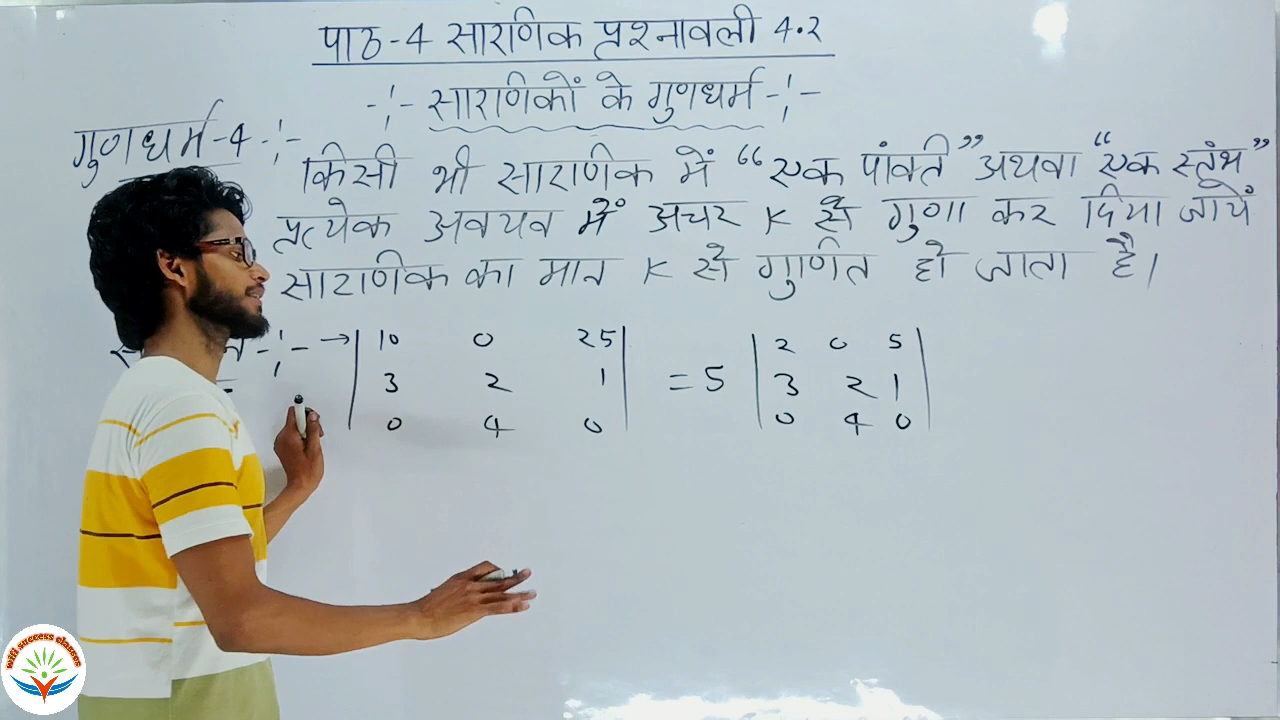 पाठ-4 सारणिक प्रश्नावली 4.2
-:- सारणिकों के गुणधर्म -:-
गुणधर्म-4 -:-
किसी भी सारणिक में “एक पंक्ति” अथवा “एक स्तंभ”
प्रत्येक अवयव में अचर K से गुणा कर दिया जाये
सारणिक का मान K से गुणित हो जाता है।
-:- → | 10 0 25 | = 5 | 2 0 5 |
| 3 2 1 | | 3 2 1 |
| 0 4 0 | | 0 4 0 |
success classes